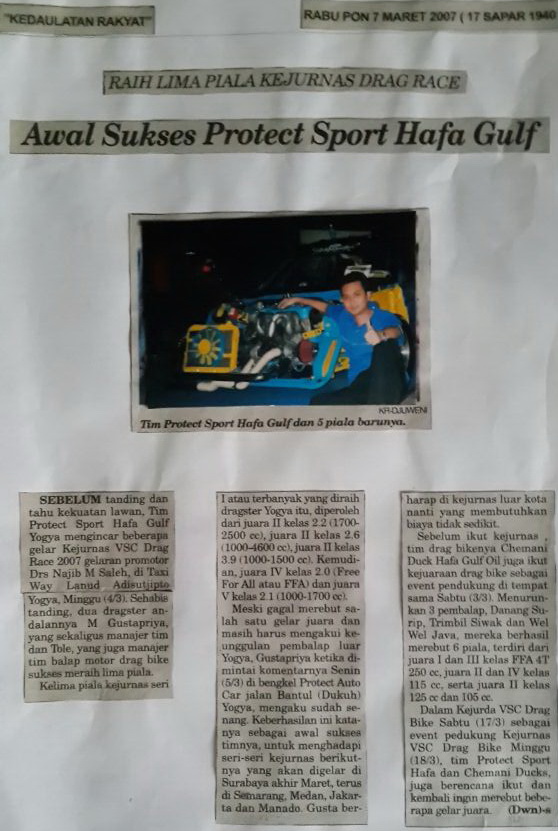 "KEDAULATAN RAKYAT"
RABU PON 7 MARET 2007 ( 17 SAPAR 1940
RAIH LIMA PIALA KEJURNAS DRAG RACE
Awal Sukses Protect Sport Hafa Gulf
KR-DJUWENI
Tim Protect Sport Hafa Gulf dan 5 piala barunya.
SEBELUM tanding dan
tahu kekuatan lawan, Tim
Protect Sport Hafa Gulf
Yogya mengincar beberapa
gelar Kejurnas VSC Drag
Race 2007 gelaran promotor
Drs Najib M Saleh, di Taxi
Way Lanud Adisutjipto
Yogya, Minggu (4/3). Sehabis
tanding, dua dragster an-
dalannya M Gustapriya,
yang sekaligus manajer tim
dan Tole, yang juga manajer
tim balap motor drag bike
sukses meraih lima piala.
Kelima piala kejurnas seri
I atau terbanyak yang diraih
dragster Yogya itu, diperoleh
dari juara II kelas 2.2 (1700-
2500 cc), juara II kelas 2.6
(1000-4600 cc), juara II kelas
3.9 (1000-1500 cc). Kemudi-
an, juara IV kelas 2.0 (Free
For All atau FFA) dan juara
V kelas 2.1 (1000-1700 cc).
Meski gagal merebut sa-
lah satu gelar juara dan
masih harus mengakui ke-
unggulan pembalap luar
Yogya, Gustapriya ketika di-
mintai komentarnya Senin
(5/3) di bengkel Protect Auto
Car jalan Bantul (Dukuh)
Yogya, mengaku sudah se-
nang. Keberhasilan ini kata-
nya sebagai awal sukses
timnya, untuk menghadapi
seri-seri kejurnas berikut-
nya yang akan digelar di
Surabaya akhir Maret, terus
di Semarang, Medan, Jakar-
ta dan Manado. Gusta ber-
harap di kejurnas luar kota
nanti yang membutuhkan
biaya tidak sedikit.
Sebelum ikut kejurnas,
tim drag bikenya Chemani
Duck Hafa Gulf Oil juga ikut
kejuaraan drag bike sebagai
event pendukung di tempat
sama Sabtu (3/3). Menurun-
kan 3 pembalap, Danang Su-
rip, Trimbil Siwak dan Wel
Wel Java, mereka berhasil
merebut 6 piala, terdiri dari
juara I dan III kelas FFA 4T
250 cc, juara II dan IV kelas
115 cc, serta juara II kelas
125 cc dan 105 cc.
Dalam Kejurda VSC Drag
Bike Sabtu (17/3) sebagai
event pedukung Kejurnas
VSC Drag Bike Minggu
(18/3), tim Protect Sport
Hafa dan Chemani Ducks,
juga berencana ikut dan
kembali ingin merebut bebe-
rapa gelar juara. (Dwn)-s